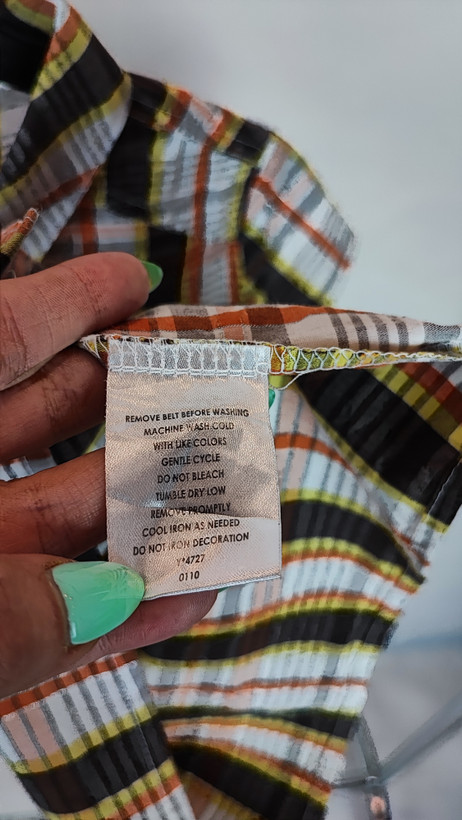 REMOVE BELT BEFORE WASHING
MACHINE WASH COLD
WITH LIKE COLORS
GENTLE CYCLE
DO NOT BLEACH
TUMBLE DRY LOW
REMOVE PROMPTLY
COOL IRON AS NEEDED
DO NOT IRON DECORATION
Y*4727
0110